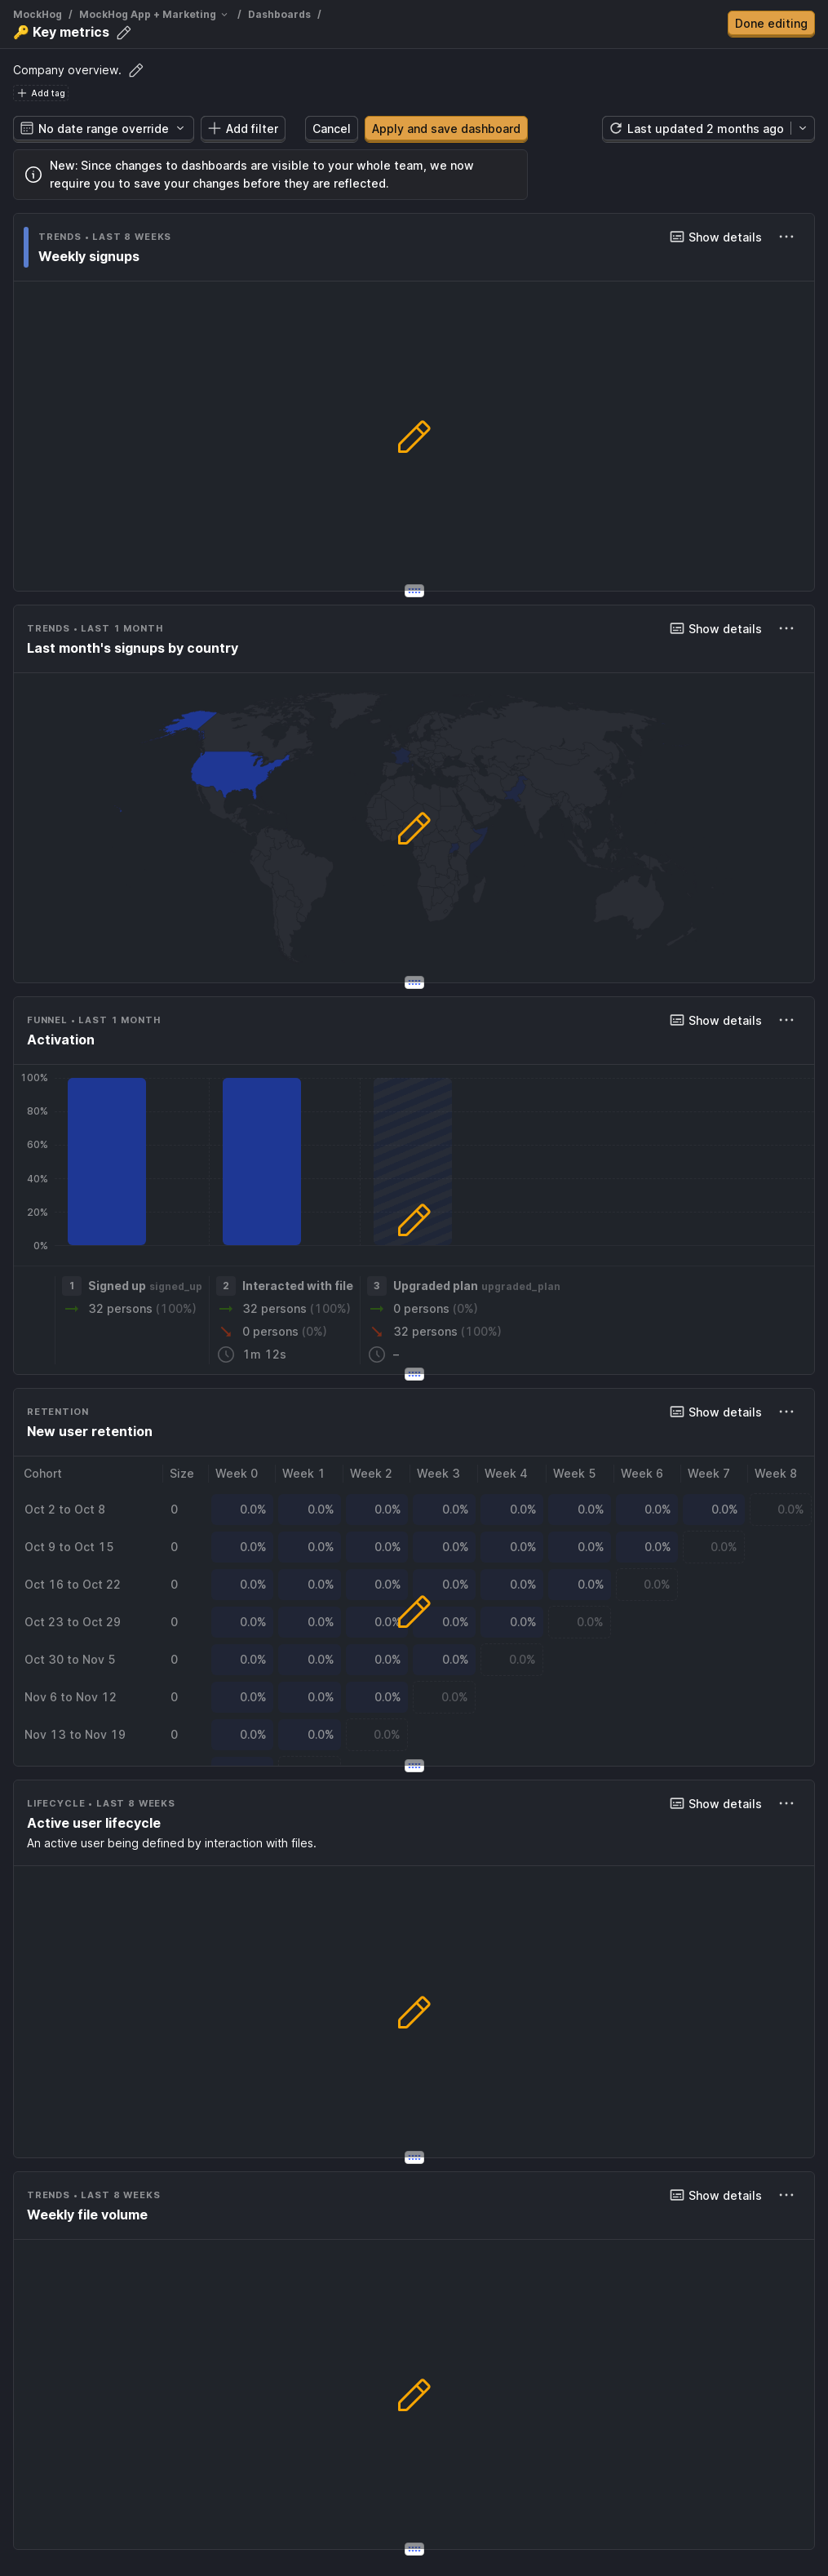 MockHog / MockHog App + Marketing / Dashboards /
🔑 Key metrics
Done editing
Company overview.
Add tag
No date range override
Add filter
Cancel
Apply and save dashboard
Last updated 2 months ago
New: Since changes to dashboards are visible to your whole team, we now
require you to save your changes before they are reflected.
TRENDS • LAST 8 WEEKS
Show details
Weekly signups
TRENDS • LAST 1 MONTH
Show details
Last month's signups by country
FUNNEL • LAST 1 MONTH
Show details
Activation
100%
80%
60%
40%
20%
0%
1 Signed up signed_up
32 persons (100%)
2 Interacted with file
32 persons (100%)
0 persons (0%)
1m 12s
3 Upgraded plan upgraded_plan
0 persons (0%)
32 persons (100%)
–
RETENTION
Show details
New user retention
Cohort Size Week 0 Week 1 Week 2 Week 3 Week 4 Week 5 Week 6 Week 7 Week 8
Oct 2 to Oct 8 0 0.0% 0.0% 0.0% 0.0% 0.0% 0.0% 0.0% 0.0% 0.0%
Oct 9 to Oct 15 0 0.0% 0.0% 0.0% 0.0% 0.0% 0.0% 0.0% 0.0%
Oct 16 to Oct 22 0 0.0% 0.0% 0.0% 0.0% 0.0% 0.0% 0.0%
Oct 23 to Oct 29 0 0.0% 0.0% 0.0% 0.0% 0.0% 0.0%
Oct 30 to Nov 5 0 0.0% 0.0% 0.0% 0.0% 0.0%
Nov 6 to Nov 12 0 0.0% 0.0% 0.0% 0.0%
Nov 13 to Nov 19 0 0.0% 0.0% 0.0%
LIFECYCLE • LAST 8 WEEKS
Show details
Active user lifecycle
An active user being defined by interaction with files.
TRENDS • LAST 8 WEEKS
Show details
Weekly file volume